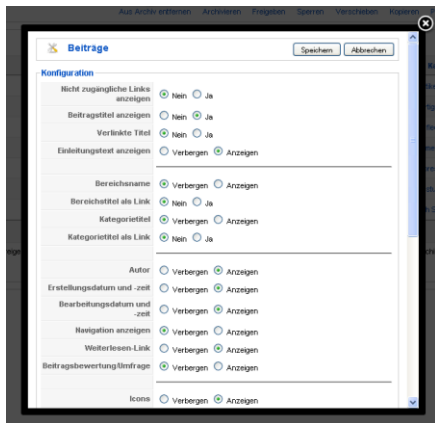 Aus Archiv entfernen Archivieren Freigeben Sperren Verschieben Kopieren
Beiträge
Speichern Abbrechen
Konfiguration
Nicht zugängliche Links
anzeigen Nein Ja
Beitragstitel anzeigen Nein Ja
Verlinkte Titel Nein Ja
Einleitungstext anzeigen Verbergen Anzeigen
Bereichsname Verbergen Anzeigen
Bereichstitel als Link Nein Ja
Kategorietitel Verbergen Anzeigen
Kategorietitel als Link Nein Ja
Autor Verbergen Anzeigen
Erstellungsdatum und -zeit Verbergen Anzeigen
Bearbeitungsdatum und
-zeit Verbergen Anzeigen
Navigation anzeigen Verbergen Anzeigen
Weiterlesen-Link Verbergen Anzeigen
Beitragsbewertung/Umfrage Verbergen Anzeigen
Icons Verbergen Anzeigen